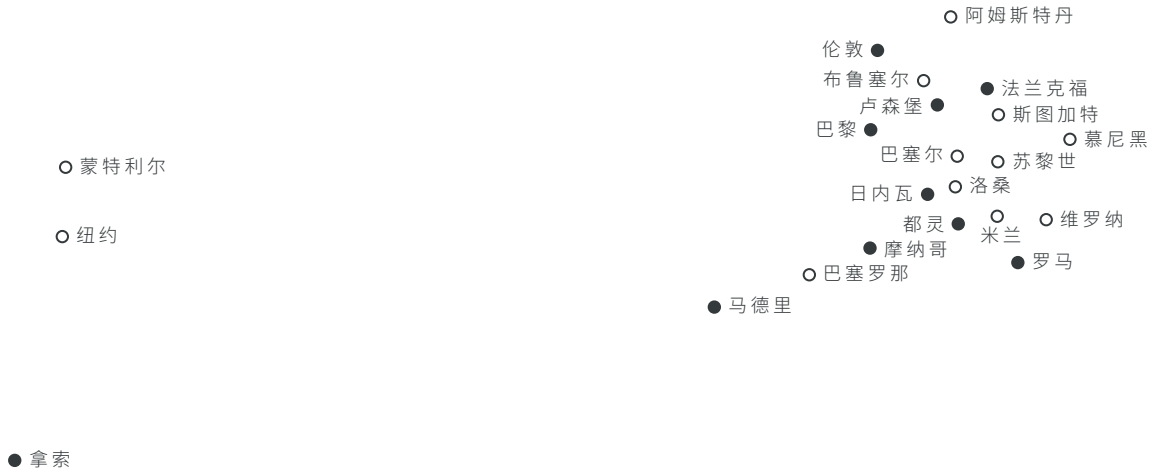 阿姆斯特丹
伦敦
布鲁塞尔
法兰克福
卢森堡
斯图加特
巴黎
慕尼黑
巴塞尔
苏黎世
蒙特利尔
洛桑
日内瓦
都灵
维罗纳
纽约
米兰
摩纳哥
罗马
巴塞罗那
马德里
拿索